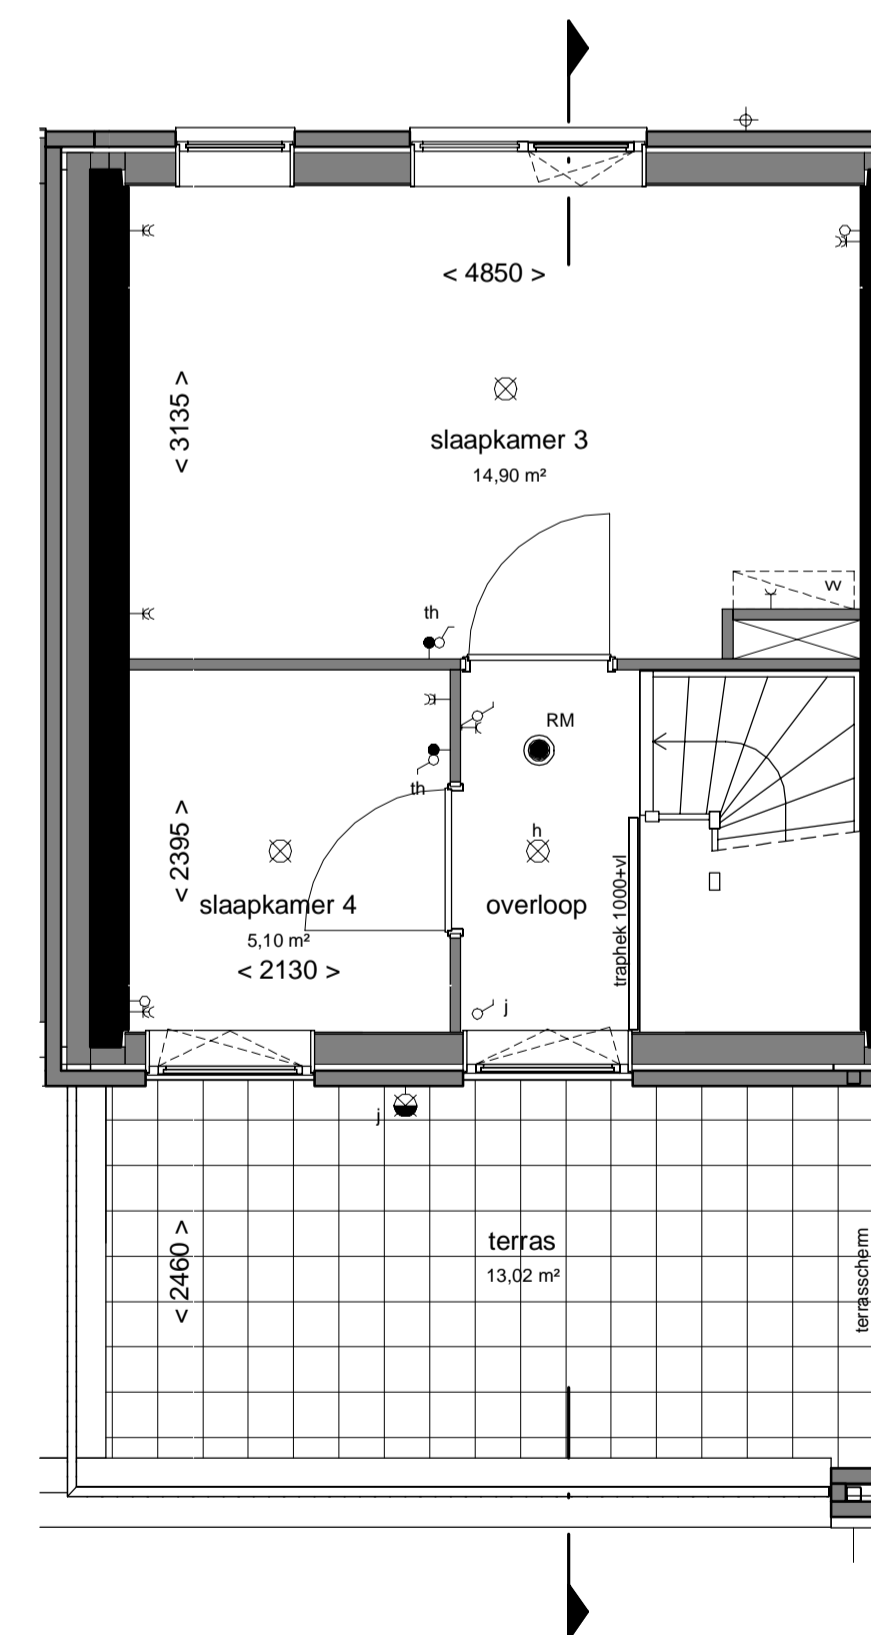 < 4850 >
< 3135 >
slaapkamer 3
14,90 m²
W
th
RM
th
h
< 2395 >
slaapkamer 4
5,10 m²
< 2130 >
overloop
traphek 1000+vl
j
j
terras
13,02 m²
< 2460 >
terrasscherm